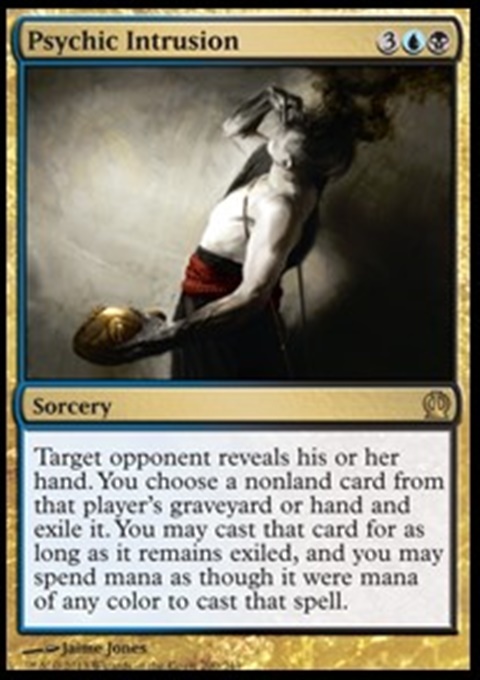 Psychic Intrusion
3
Sorcery
Target opponent reveals his or her
hand. You choose a nonland card from
that player's graveyard or hand and
exile it. You may cast that card for as
long as it remains exiled, and you may
spend mana as though it were mana
of any color to cast that spell.
Jaime Jones